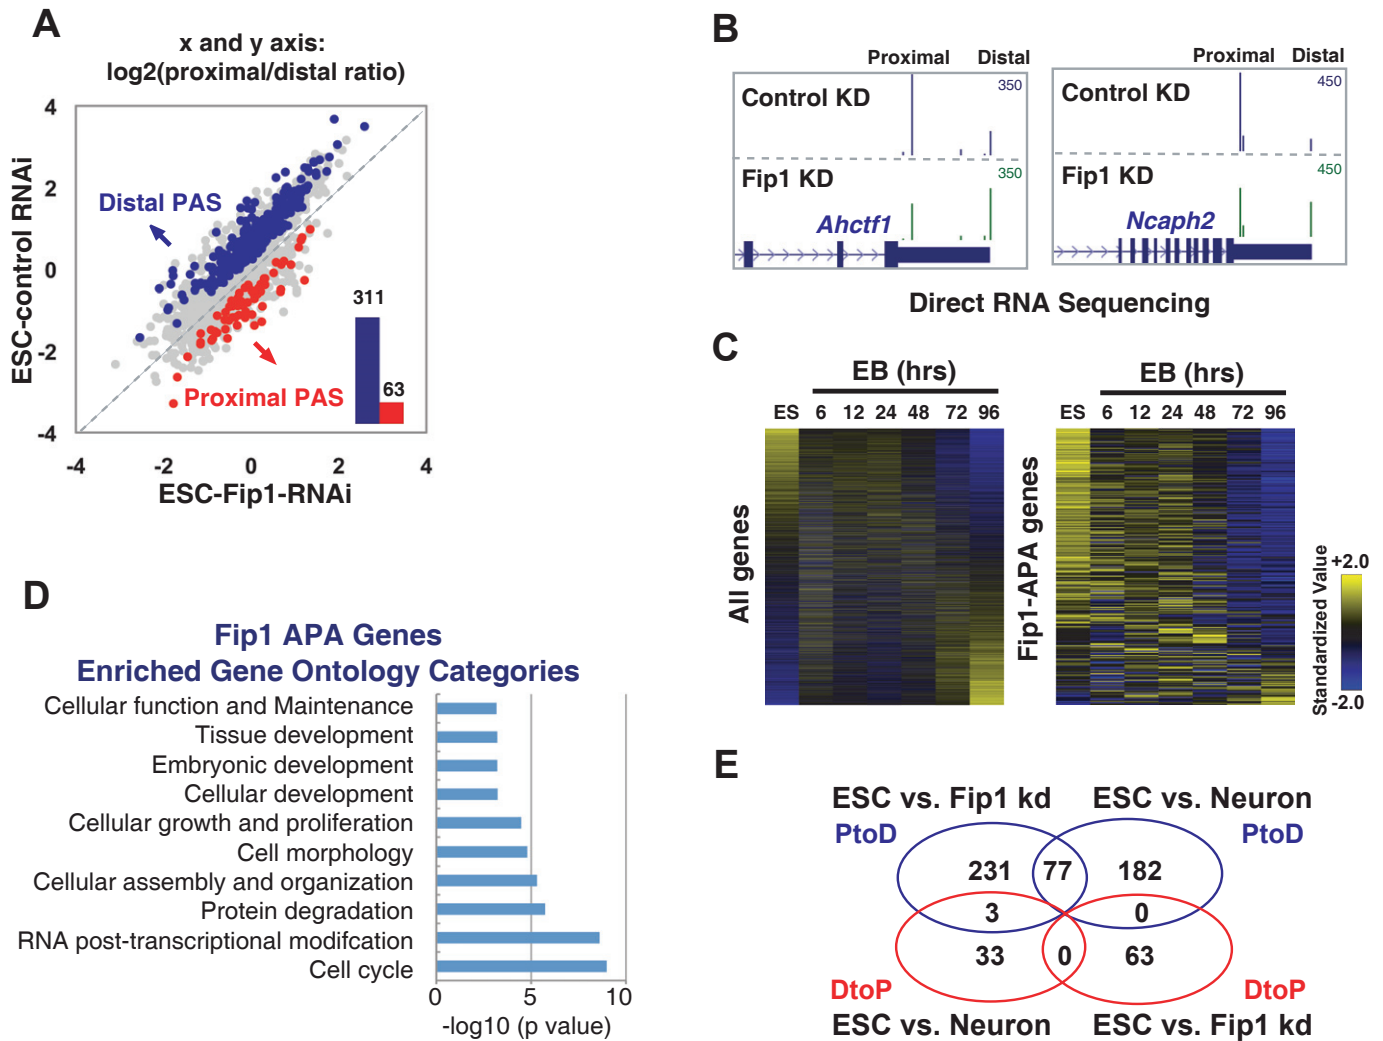 A
x and y axis:
log2(proximal/distal ratio)
4
2
0
-2
-4
ESC-control RNAi
Distal PAS
311
63
Proximal PAS
-4
-2
0
2
4
ESC-Fip1-RNAi
B
Proximal Distal
Control KD
350
Fip1 KD
350
Ahctf1
Proximal Distal
Control KD
450
Fip1 KD
450
Ncaph2
Direct RNA Sequencing
C
EB (hrs)
ES 6 12 24 48 72 96
All genes
EB (hrs)
ES 6 12 24 48 72 96
Fip1-APA genes
Standardized Value
+2.0
-2.0
D
Fip1 APA Genes
Enriched Gene Ontology Categories
Cellular function and Maintenance
Tissue development
Embryonic development
Cellular development
Cellular growth and proliferation
Cell morphology
Cellular assembly and organization
Protein degradation
RNA post-transcriptional modifcation
Cell cycle
0 5 10
-log10 (p value)
E
ESC vs. Fip1 kd ESC vs. Neuron
PtoD PtoD
231 77 182
3 0
33 0 63
DtoP DtoP
ESC vs. Neuron ESC vs. Fip1 kd